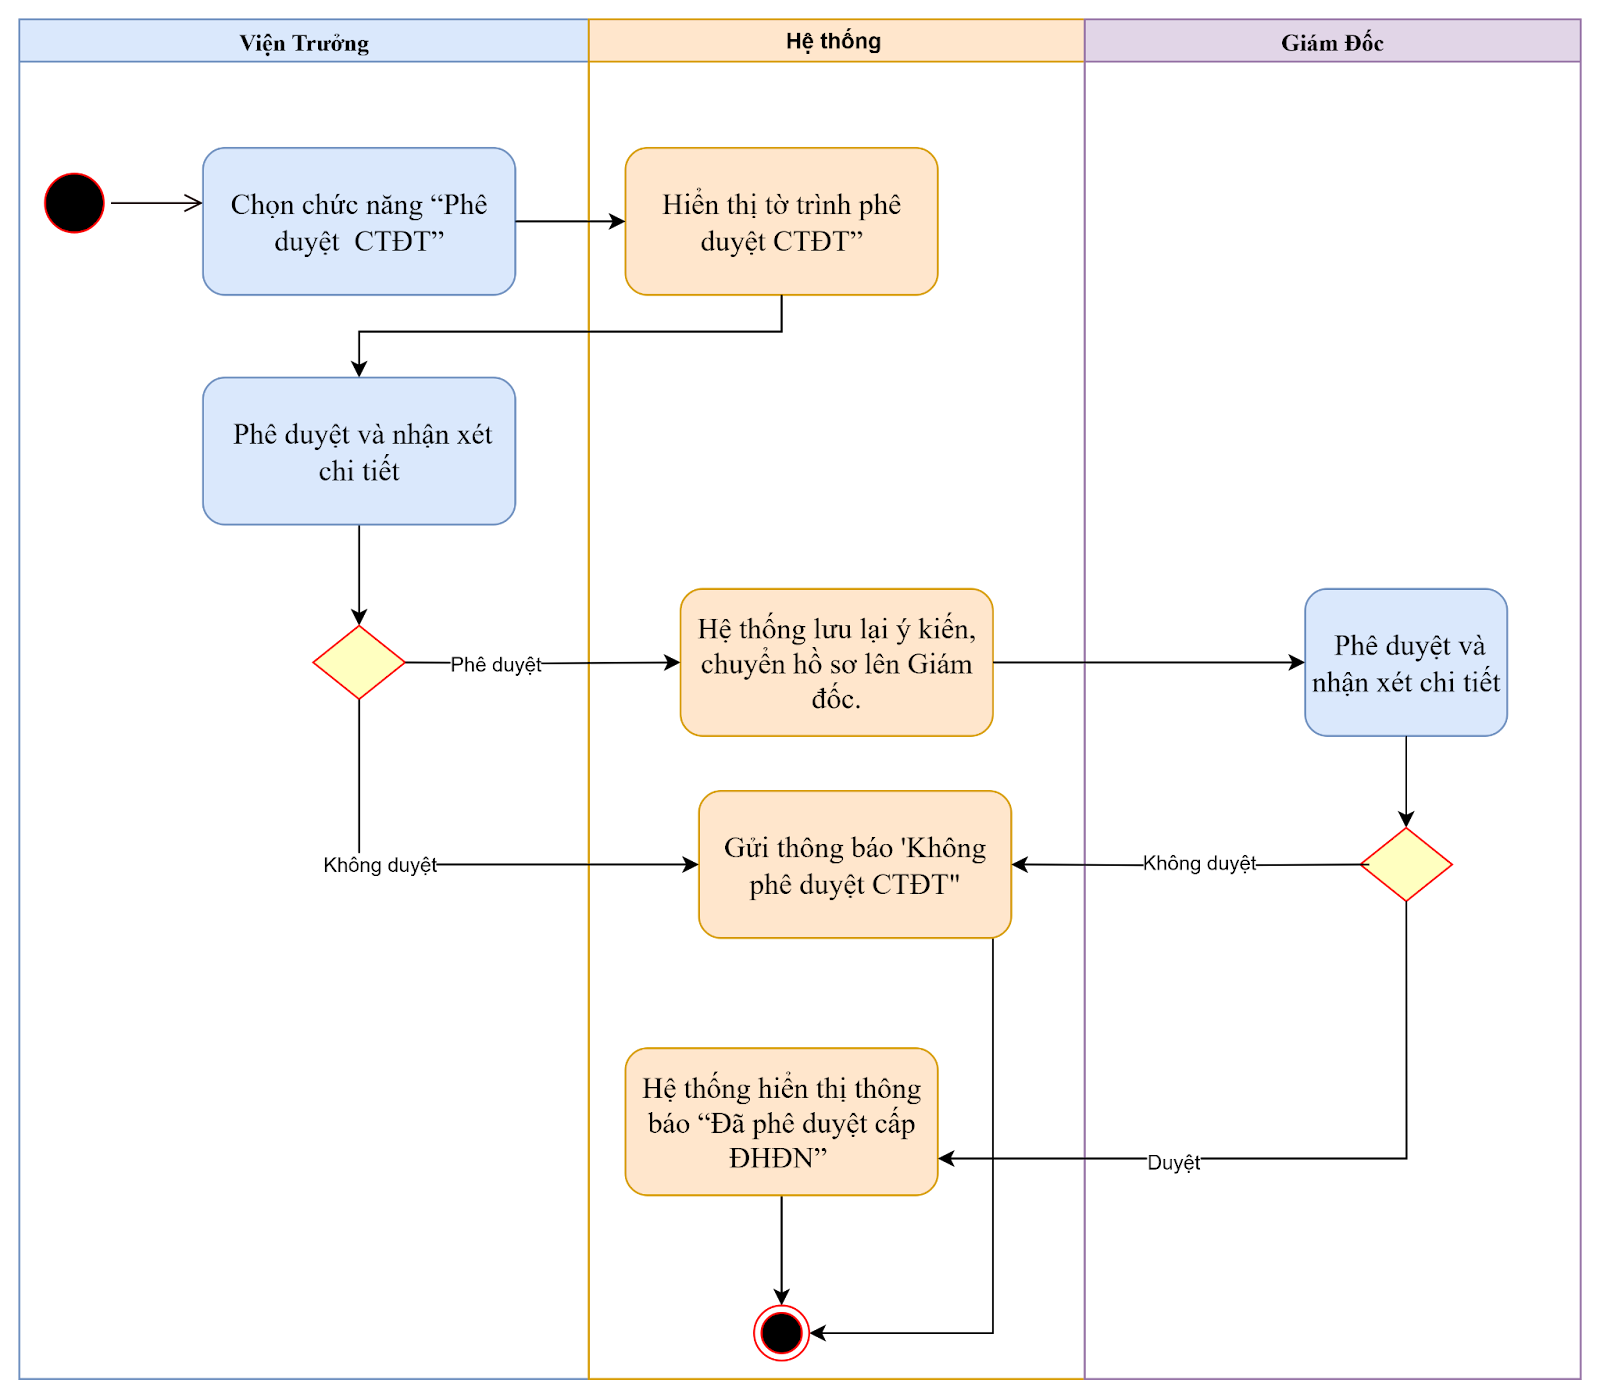 Viện Trưởng
Hệ thống
Giám Đốc
Chọn chức năng “Phê
duyệt  CTĐT”
Hiển thị tờ trình phê
duyệt CTĐT”
Phê duyệt và nhận xét
chi tiết
Phê duyệt
Hệ thống lưu lại ý kiến,
chuyển hồ sơ lên Giám
đốc.
Phê duyệt và
nhận xét chi tiết
Không duyệt
Gửi thông báo 'Không
phê duyệt CTĐT"
Không duyệt
Hệ thống hiển thị thông
báo “Đã phê duyệt cấp
ĐHĐN”
Duyệt